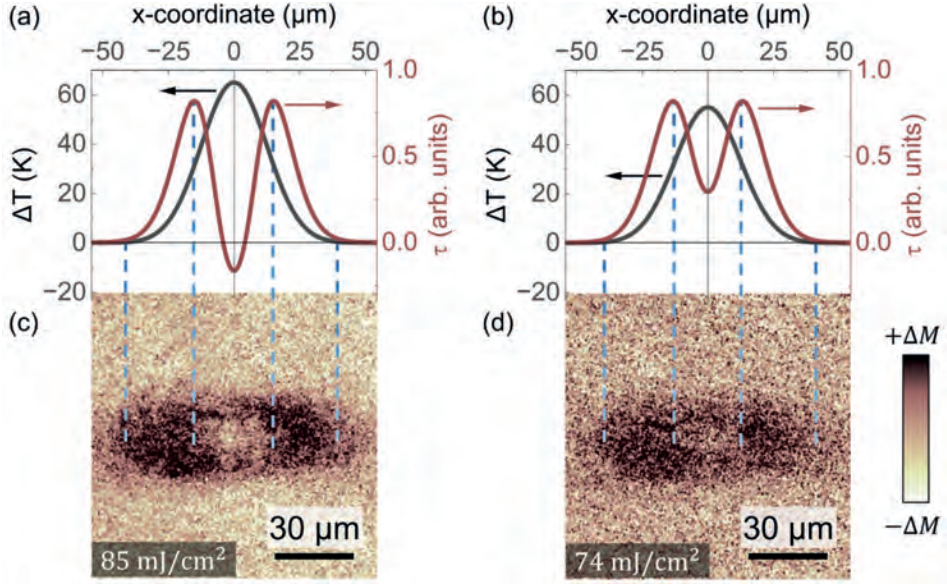 (a)
x-coordinate (μm)
−50 −25 0 25 50
60
40
20
0
−20
ΔT (K)
1.0
0.5
0.0
τ (arb. units)
(b)
x-coordinate (μm)
−50 −25 0 25 50
60
40
20
0
−20
ΔT (K)
1.0
0.5
0.0
τ (arb. units)
(c)
30 μm
85 mJ/cm²
(d)
30 μm
74 mJ/cm²
+ΔM
−ΔM